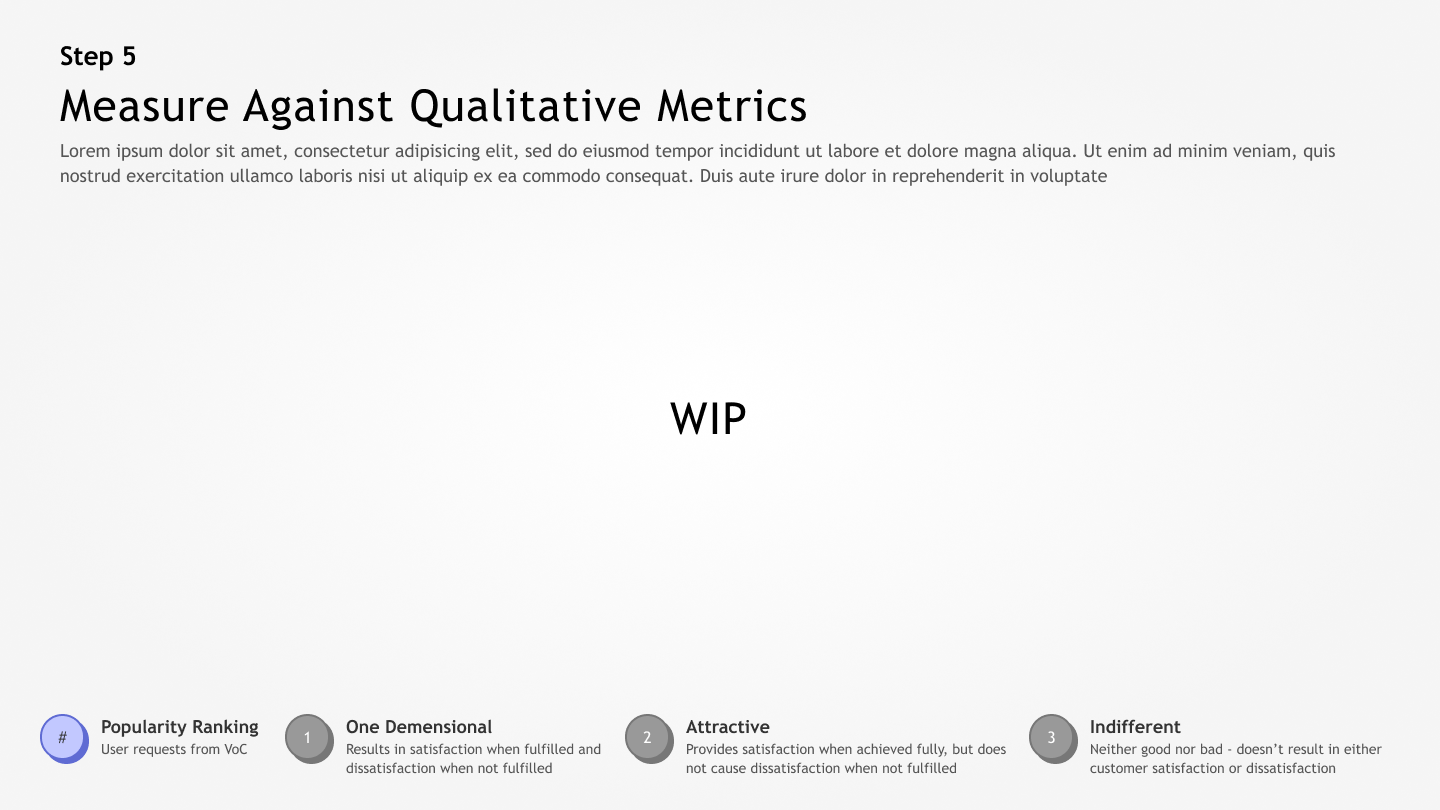 Step 5
Measure Against Qualitative Metrics
Lorem ipsum dolor sit amet, consectetur adipisicing elit, sed do eiusmod tempor incididunt ut labore et dolore magna aliqua. Ut enim ad minim veniam, quis
nostrud exercitation ullamco laboris nisi ut aliquip ex ea commodo consequat. Duis aute irure dolor in reprehenderit in voluptate
WIP
#
Popularity Ranking
User requests from VoC
1
One Demensional
Results in satisfaction when fulfilled and
dissatisfaction when not fulfilled
2
Attractive
Provides satisfaction when achieved fully, but does
not cause dissatisfaction when not fulfilled
3
Indifferent
Neither good nor bad - doesn’t result in either
customer satisfaction or dissatisfaction